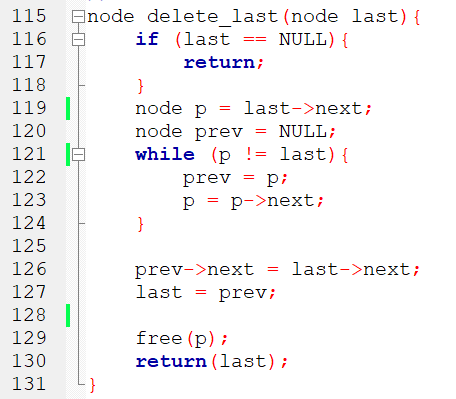 115 node delete_last(node last){
116     if (last == NULL){
117         return;
118     }
119     node p = last->next;
120     node prev = NULL;
121     while (p != last){
122         prev = p;
123         p = p->next;
124     }
125
126     prev->next = last->next;
127     last = prev;
128
129     free(p);
130     return(last);
131 }